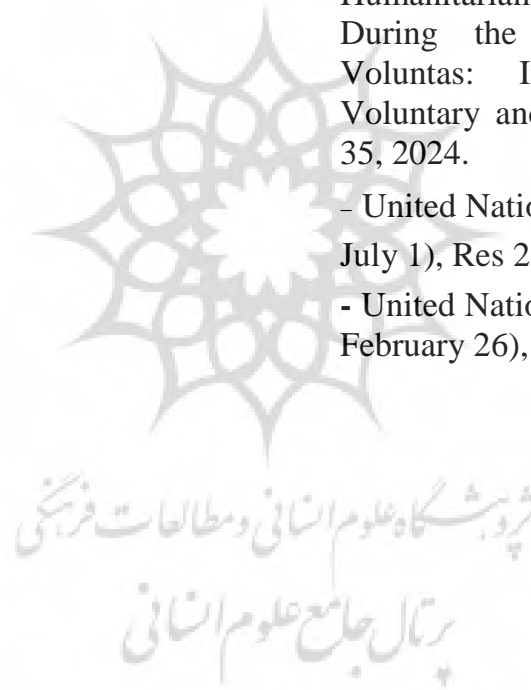 Humanitarian
During the
Voluntas: I
Voluntary and
35, 2024.
– United Natio
July 1), Res 2
- United Natio
February 26),
پژوهشگاه علوم انسانی و مطالعات فرهنگی
پرتال جامع علوم انسانی